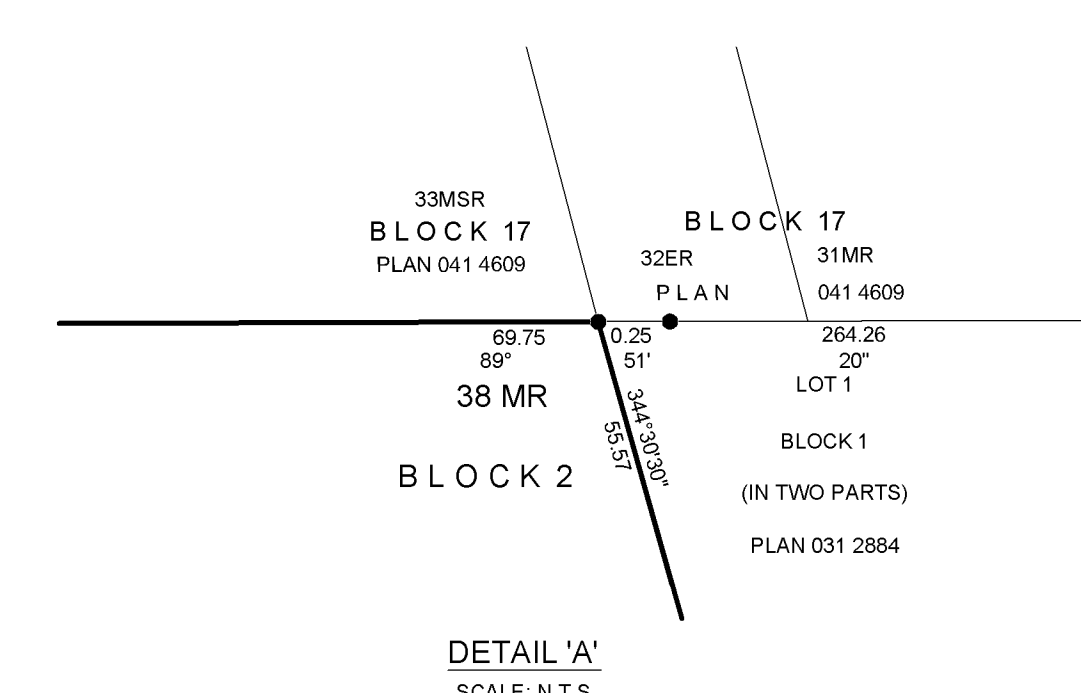 33MSR
BLOCK 17
PLAN 041 4609
BLOCK 17
32ER
31MR
PLAN
041 4609
69.75
0.25
264.26
89°
51'
20"
38 MR
LOT 1
344°30'30"
55.57
BLOCK 1
BLOCK 2
(IN TWO PARTS)
PLAN 031 2884
DETAIL 'A'
SCALE: N.T.S.